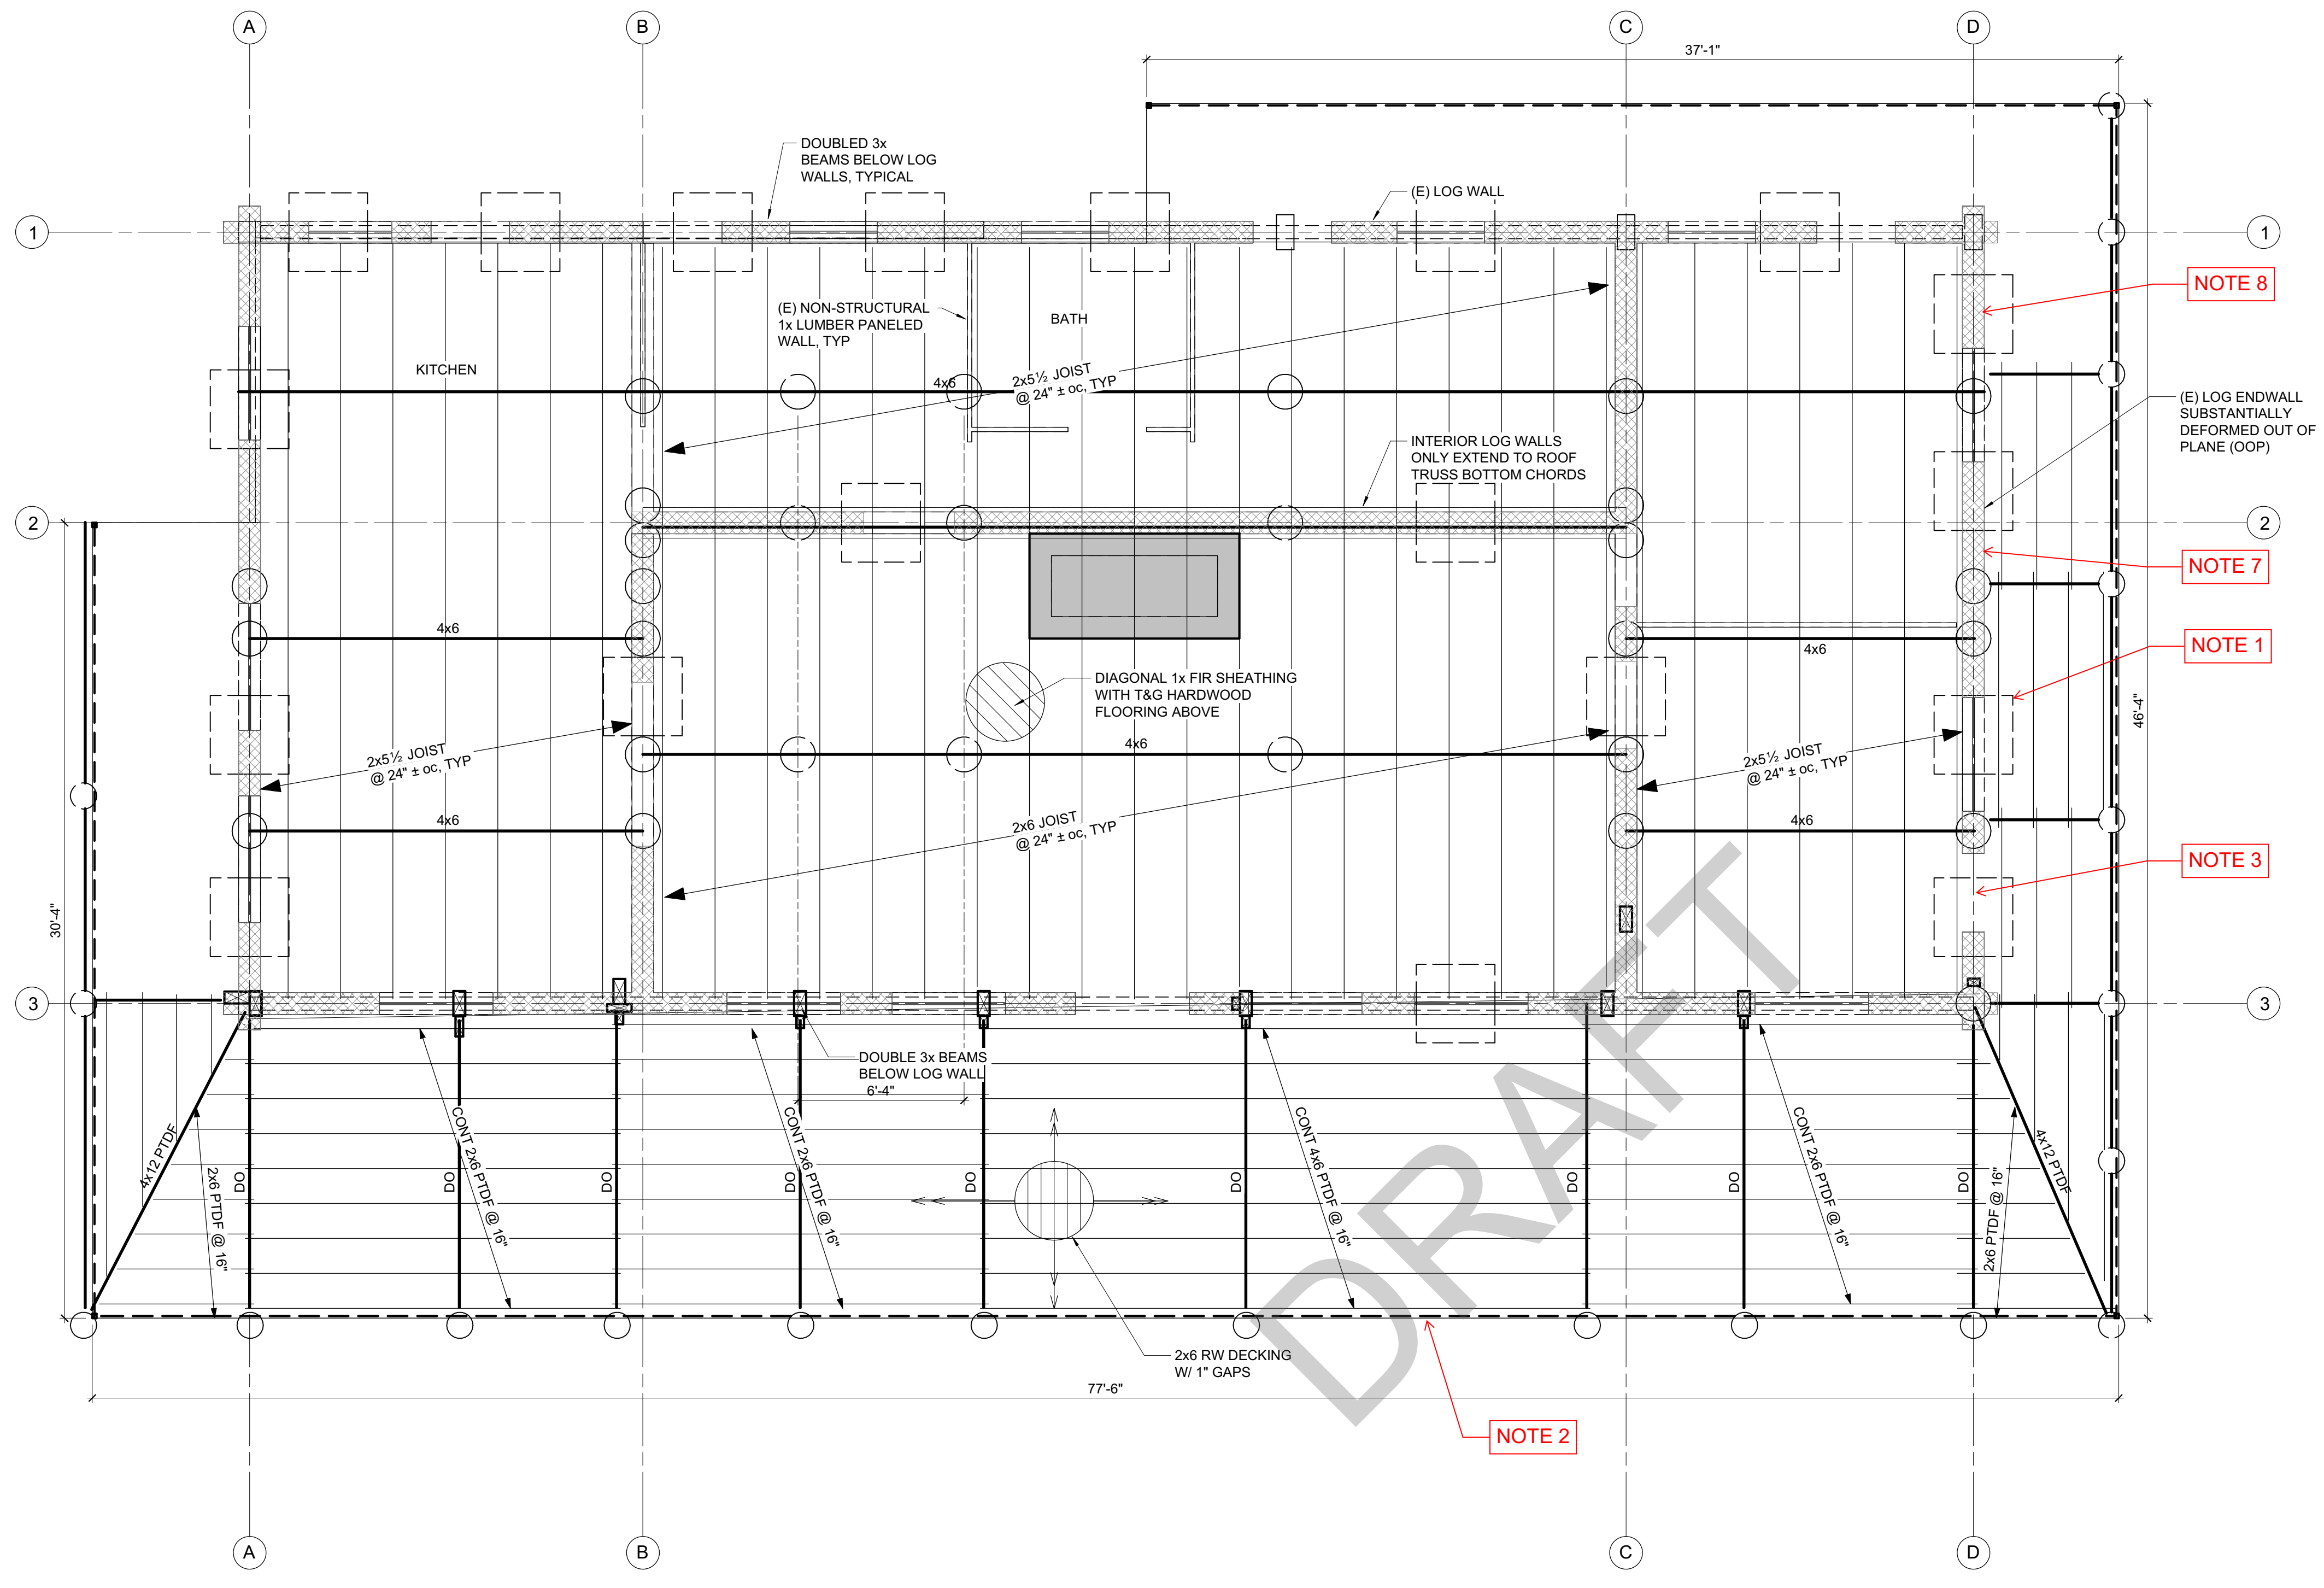 A
B
C
D
37'-1"
DOUBLED 3x
BEAMS BELOW LOG
WALLS, TYPICAL
(E) LOG WALL
1
1
NOTE 8
(E) NON-STRUCTURAL
1x LUMBER PANELED
WALL, TYP
BATH
KITCHEN
4x6
2x5½ JOIST
@ 24" ± oc, TYP
(E) LOG ENDWALL
SUBSTANTIALLY
DEFORMED OUT OF
PLANE (OOP)
INTERIOR LOG WALLS
ONLY EXTEND TO ROOF
TRUSS BOTTOM CHORDS
2
2
NOTE 7
4x6
4x6
NOTE 1
DIAGONAL 1x FIR SHEATHING
WITH T&G HARDWOOD
FLOORING ABOVE
46'-4"
4x6
2x5½ JOIST
@ 24" ± oc, TYP
2x5½ JOIST
@ 24" ± oc, TYP
4x6
2x6 JOIST
@ 24" ± oc, TYP
4x6
NOTE 3
30'-4"
3
3
DOUBLE 3x BEAMS
BELOW LOG WALL
6'-4"
4x12 PTDF
2x6 PTDF @ 16"
DO
CONT 2x6 PTDF @ 16"
DO
DO
CONT 2x6 PTDF @ 16"
DO
DO
CONT 4x6 PTDF @ 16"
DO
DO
CONT 2x6 PTDF @ 16"
DO
DO
2x6 PTDF @ 16"
4x12 PTDF
DRAFT
2x6 RW DECKING
W/ 1" GAPS
77'-6"
NOTE 2
A
B
C
D